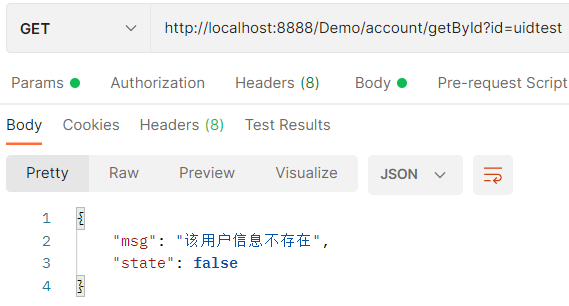 GET http://localhost:8888/Demo/account/getById?id=uidtest
Params Authorization Headers (8) Body Pre-request Script
Body Cookies Headers (8) Test Results
Pretty Raw Preview Visualize JSON
1 {
2 "msg": "该用户信息不存在",
3 "state": false
4 }